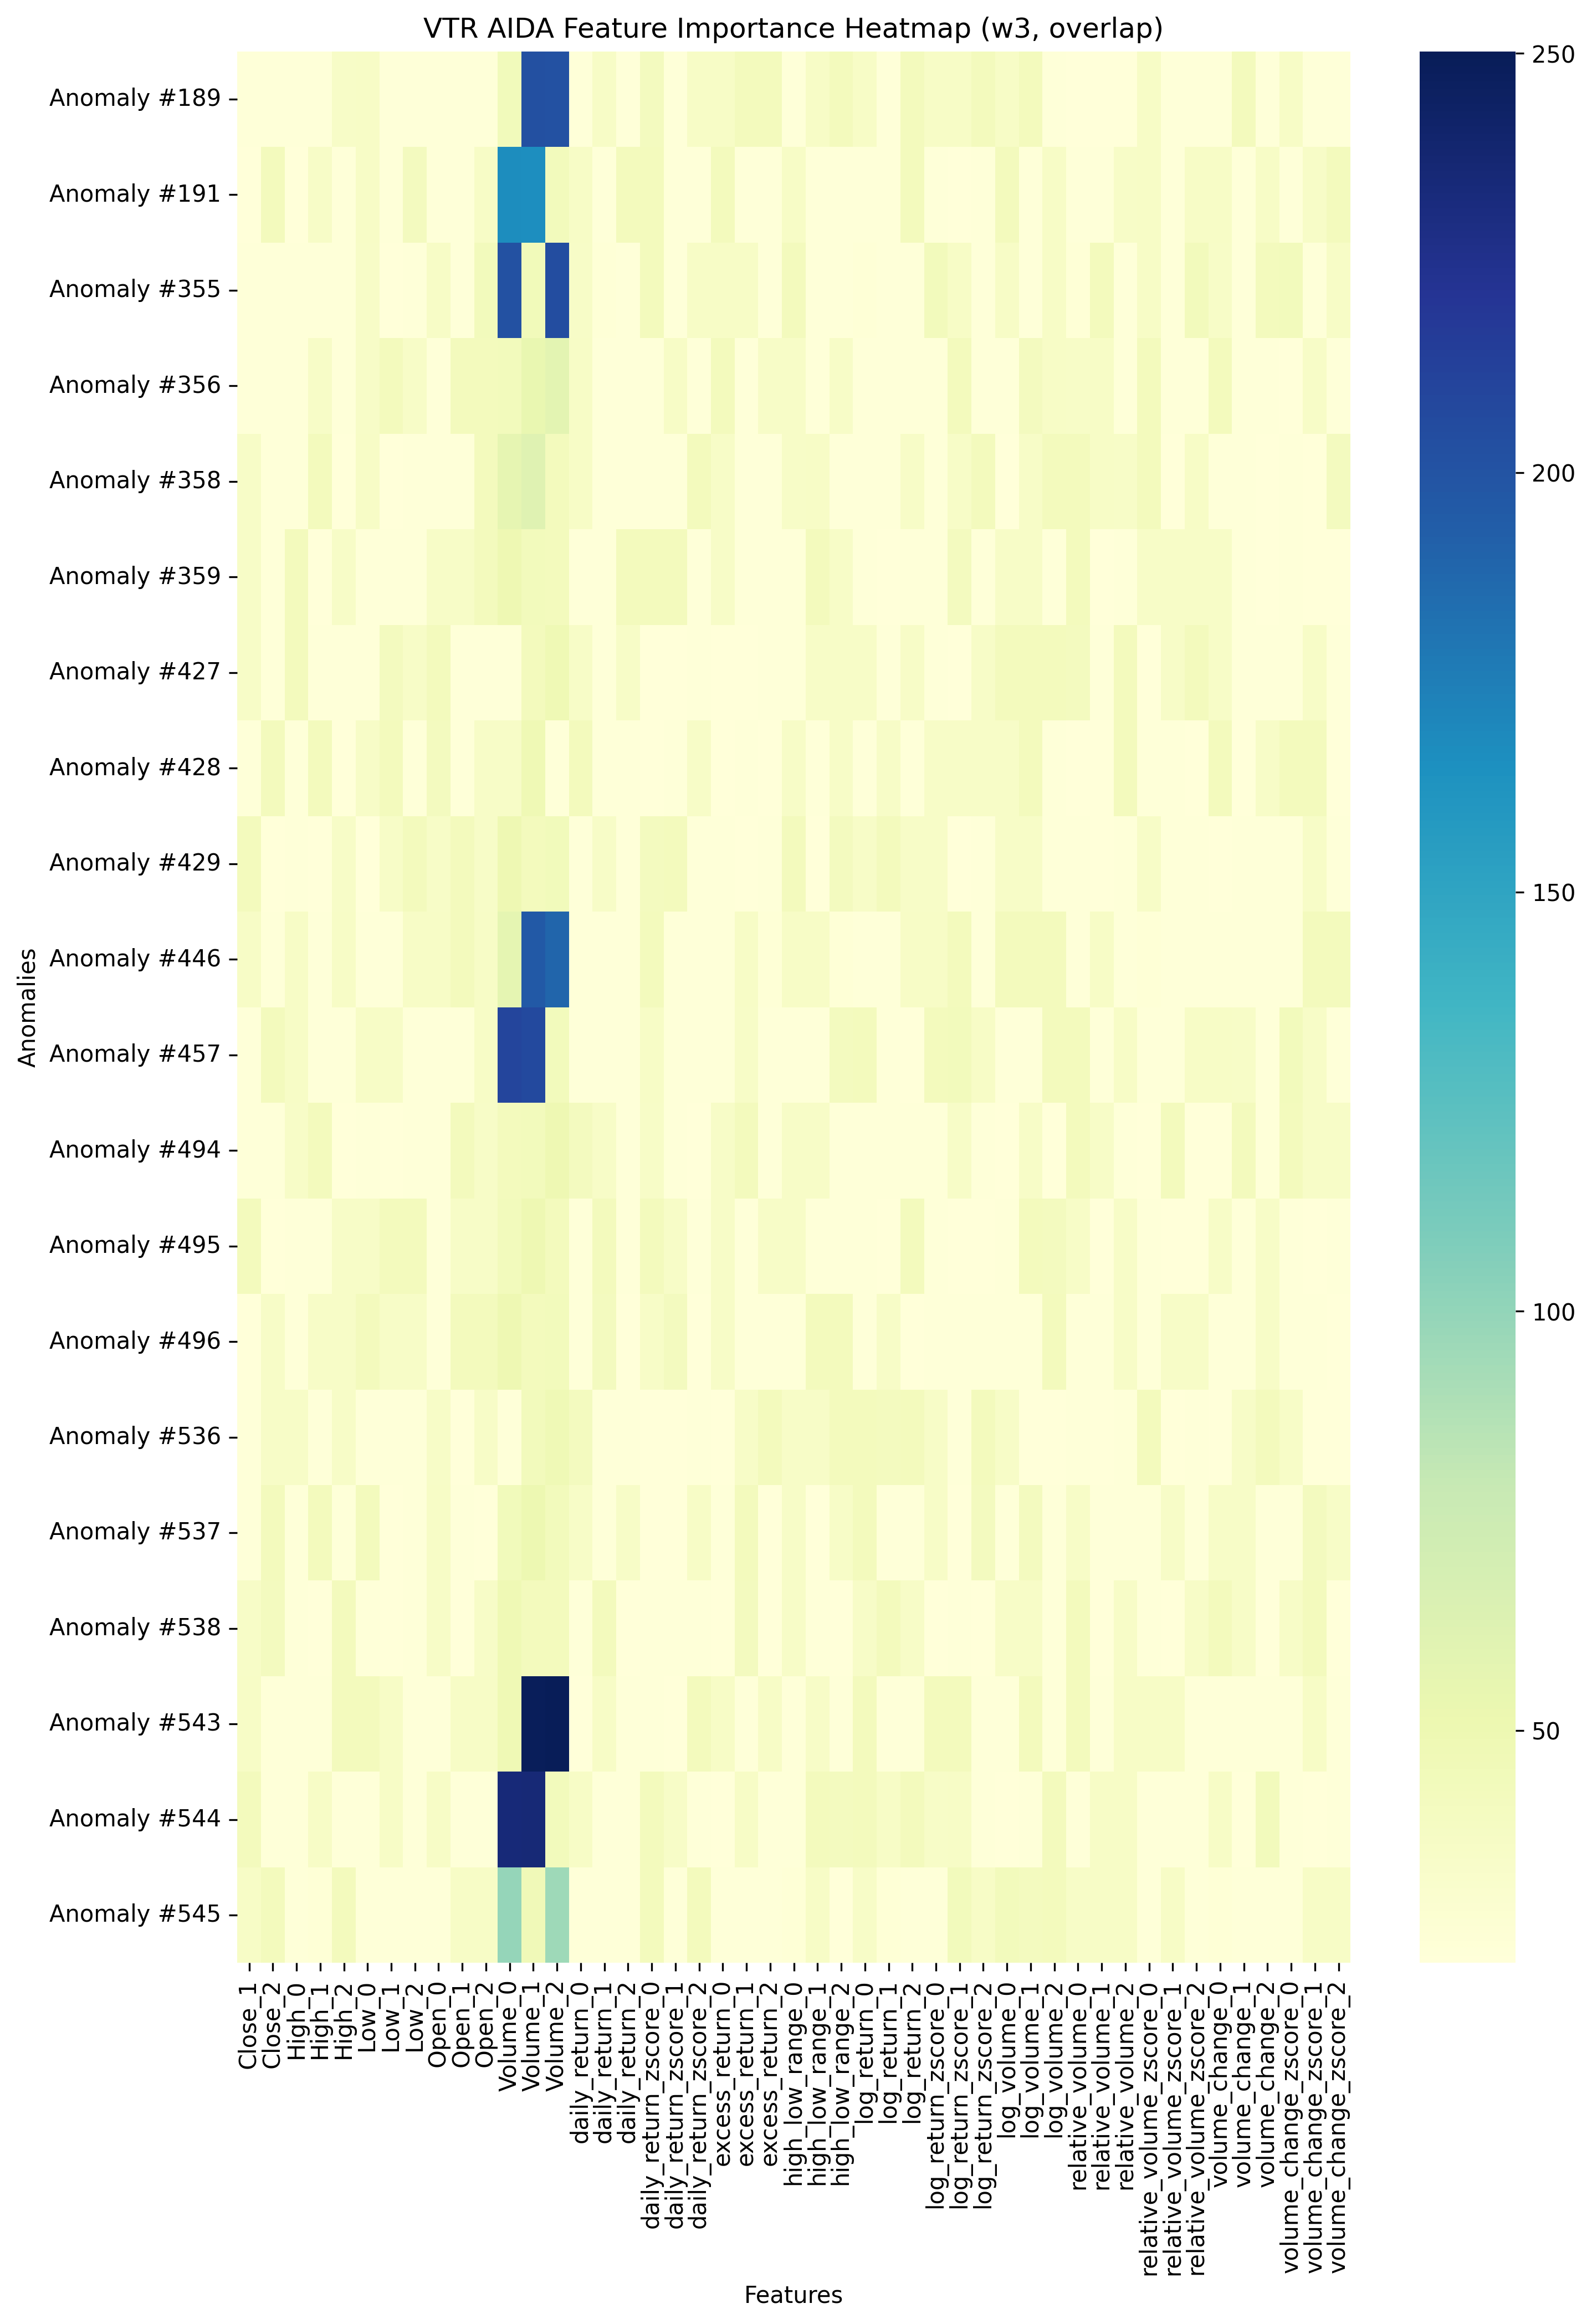 VTR AIDA Feature Importance Heatmap (w3, overlap)
Anomalies
Anomaly #189
Anomaly #191
Anomaly #355
Anomaly #356
Anomaly #358
Anomaly #359
Anomaly #427
Anomaly #428
Anomaly #429
Anomaly #446
Anomaly #457
Anomaly #494
Anomaly #495
Anomaly #496
Anomaly #536
Anomaly #537
Anomaly #538
Anomaly #543
Anomaly #544
Anomaly #545
Close_1
Close_2
High_0
High_1
High_2
Low_0
Low_1
Low_2
Open_0
Open_1
Open_2
Volume_0
Volume_1
Volume_2
daily_return_0
daily_return_1
daily_return_2
daily_return_zscore_0
daily_return_zscore_1
daily_return_zscore_2
excess_return_0
excess_return_1
excess_return_2
high_low_range_0
high_low_range_1
high_low_range_2
log_return_0
log_return_1
log_return_2
log_return_zscore_0
log_return_zscore_1
log_return_zscore_2
log_volume_0
log_volume_1
log_volume_2
relative_volume_0
relative_volume_1
relative_volume_2
relative_volume_zscore_0
relative_volume_zscore_1
relative_volume_zscore_2
volume_change_0
volume_change_1
volume_change_2
volume_change_zscore_0
volume_change_zscore_1
volume_change_zscore_2
Features
250
200
150
100
50